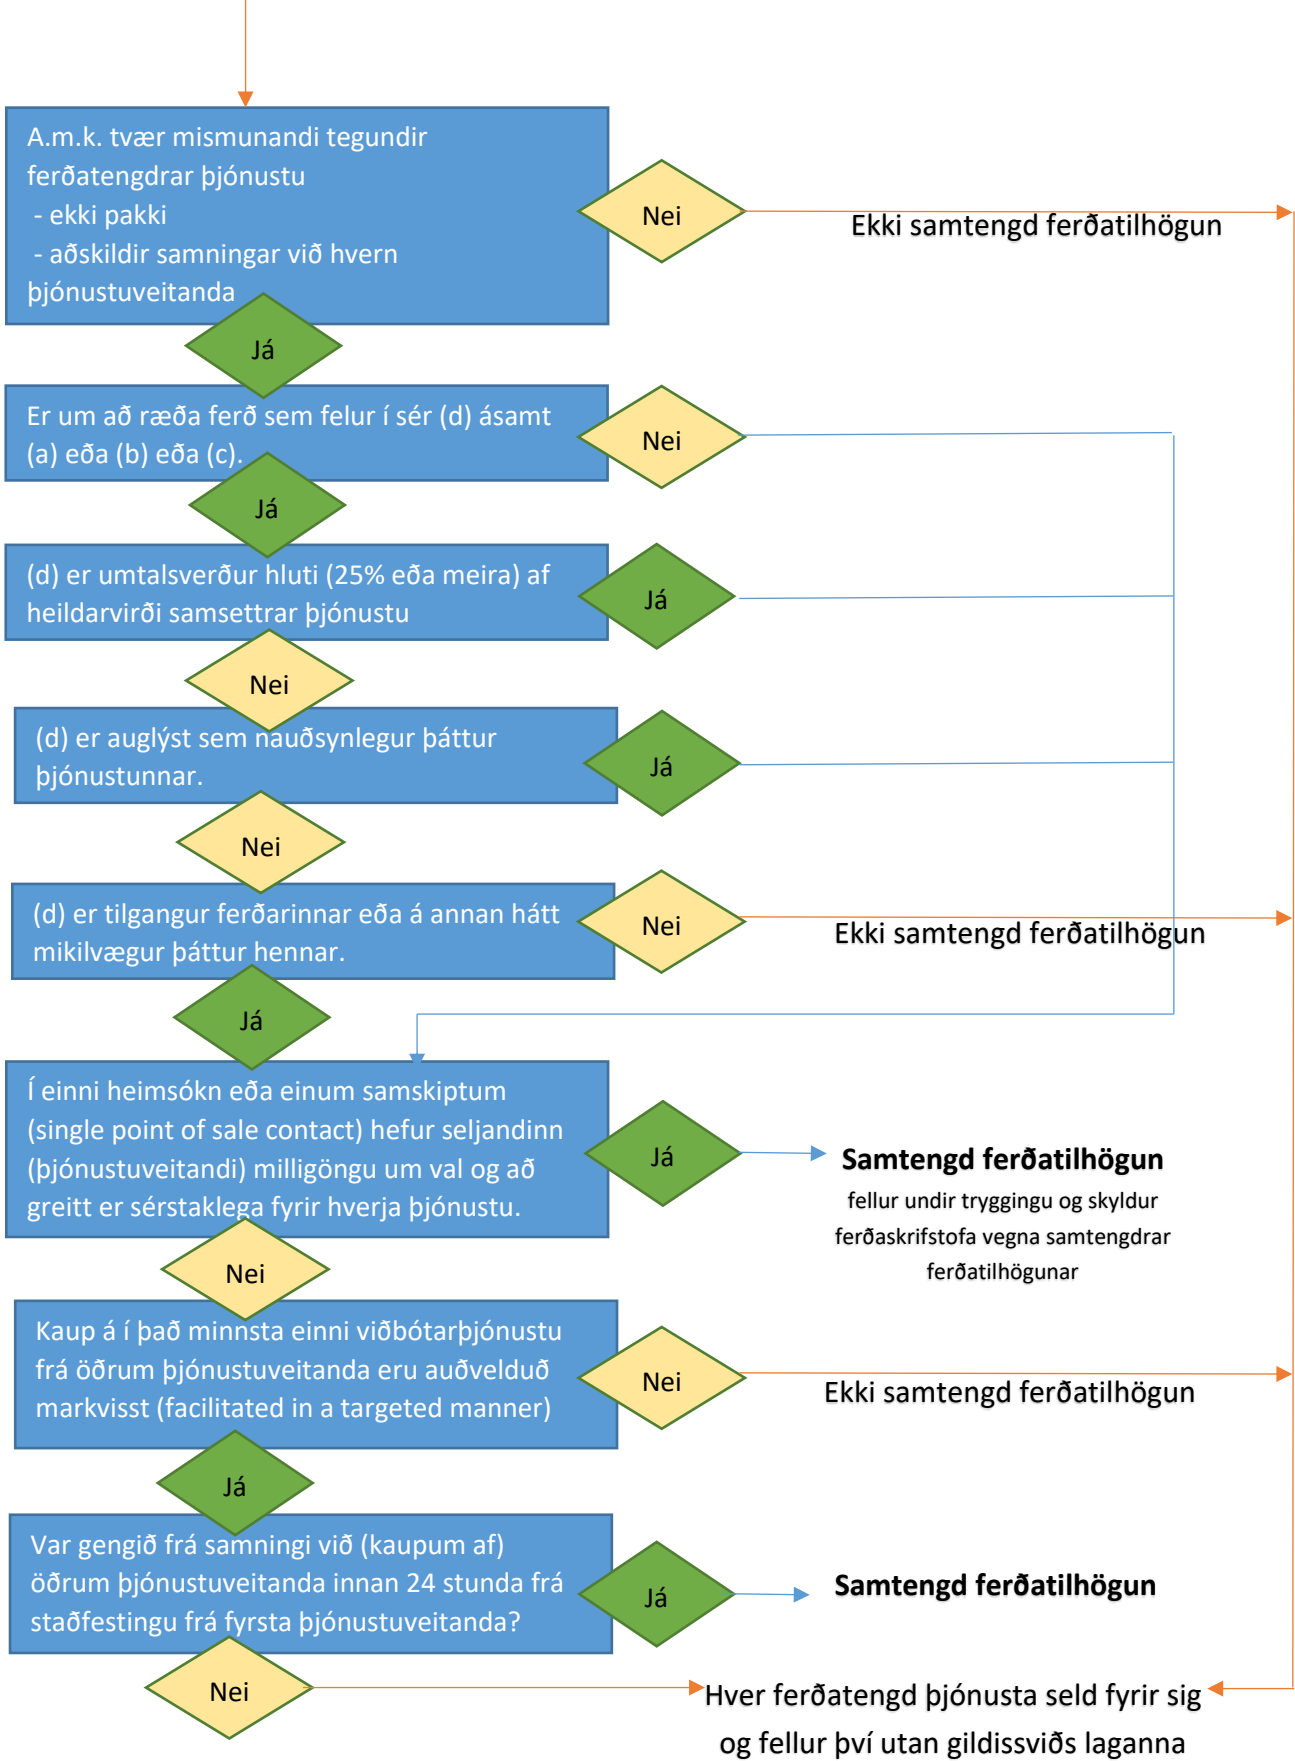 A.m.k. tvær mismunandi tegundir
ferðatengdrar þjónustu
- ekki pakki
- aðskildir samningar við hvern
þjónustuveitanda
Nei
Ekki samtengd ferðatilhögun
Já
Er um að ræða ferð sem felur í sér (d) ásamt
(a) eða (b) eða (c).
Nei
Já
(d) er umtalsverður hluti (25% eða meira) af
heildarvirði samsettrar þjónustu
Já
Nei
(d) er auglýst sem nauðsynlegur þáttur
þjónustunnar.
Já
Nei
(d) er tilgangur ferðarinnar eða á annan hátt
mikilvægur þáttur hennar.
Nei
Ekki samtengd ferðatilhögun
Já
Í einni heimsókn eða einum samskiptum
(single point of sale contact) hefur seljandinn
(þjónustuveitandi) milligöngu um val og að
greitt er sérstaklega fyrir hverja þjónustu.
Já
Samtengd ferðatilhögun
fellur undir tryggingu og skyldur
ferðaskrifstofa vegna samtengdrar
ferðatilhögunar
Nei
Kaup á í það minnsta einni viðbótarþjónustu
frá öðrum þjónustuveitanda eru auðvelduð
markvisst (facilitated in a targeted manner)
Nei
Ekki samtengd ferðatilhögun
Já
Var gengið frá samningi við (kaupum af)
öðrum þjónustuveitanda innan 24 stunda frá
staðfestingu frá fyrsta þjónustuveitanda?
Já
Samtengd ferðatilhögun
Nei
Hver ferðatengd þjónusta seld fyrir sig
og fellur því utan gildissviðs laganna